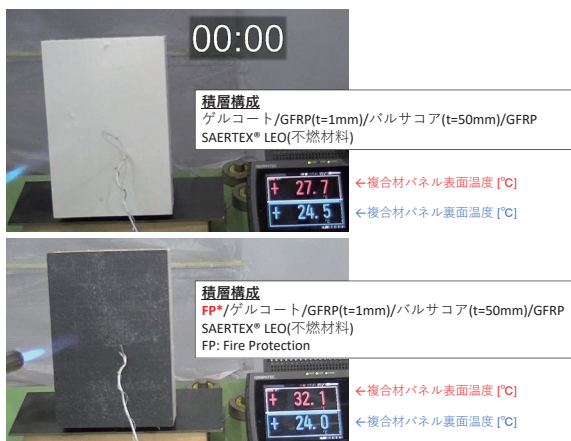 00:00
積層構成
ゲルコート/GFRP(t=1mm)/バルサコア(t=50mm)/GFRP
SAERTEX® LEO(不燃材料)
+ 27.7
←複合材パネル表面温度 [℃]
+ 24.5
←複合材パネル裏面温度 [℃]
積層構成
FP*/ゲルコート/GFRP(t=1mm)/バルサコア(t=50mm)/GFRP
SAERTEX® LEO(不燃材料)
FP: Fire Protection
+ 32.1
←複合材パネル表面温度 [℃]
+ 24.0
←複合材パネル裏面温度 [℃]